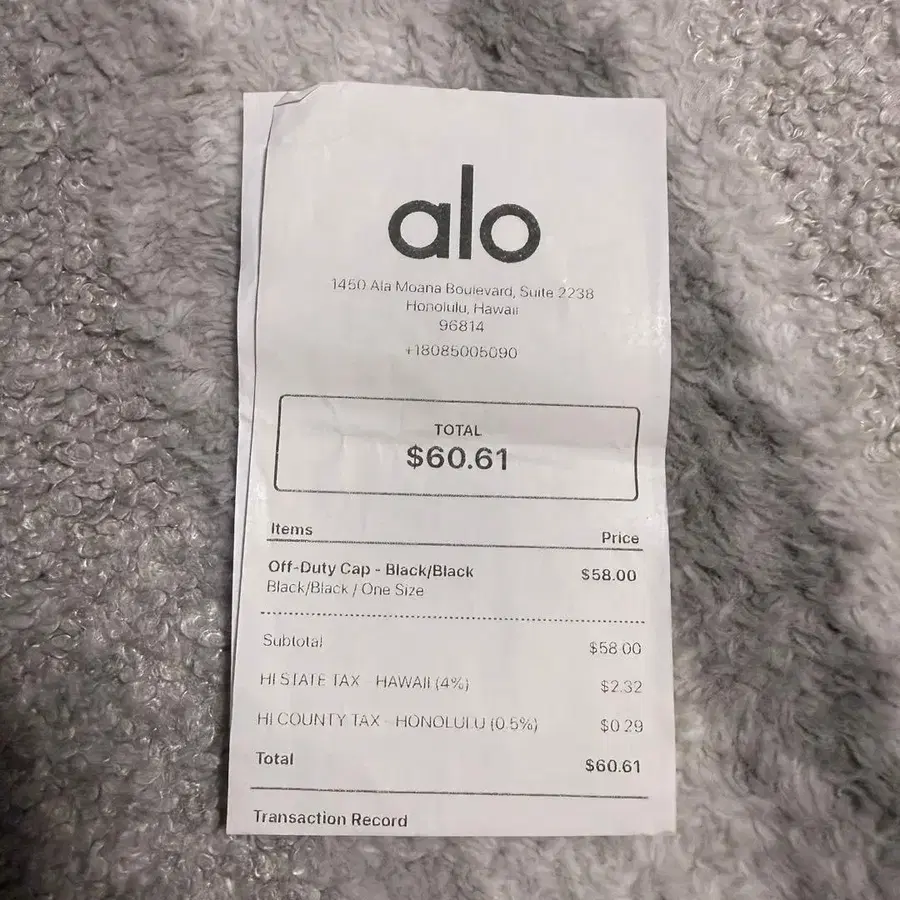 alo
1450 Ala Moana Boulevard, Suite 2238
Honolulu, Hawaii
96814
+18085005090
TOTAL
$60.61
Items Price
Off-Duty Cap - Black/Black $58.00
Black/Black / One Size
Subtotal $58.00
HI STATE TAX - HAWAII (4%) $2.32
HI COUNTY TAX - HONOLULU (0.5%) $0.29
Total $60.61
Transaction Record